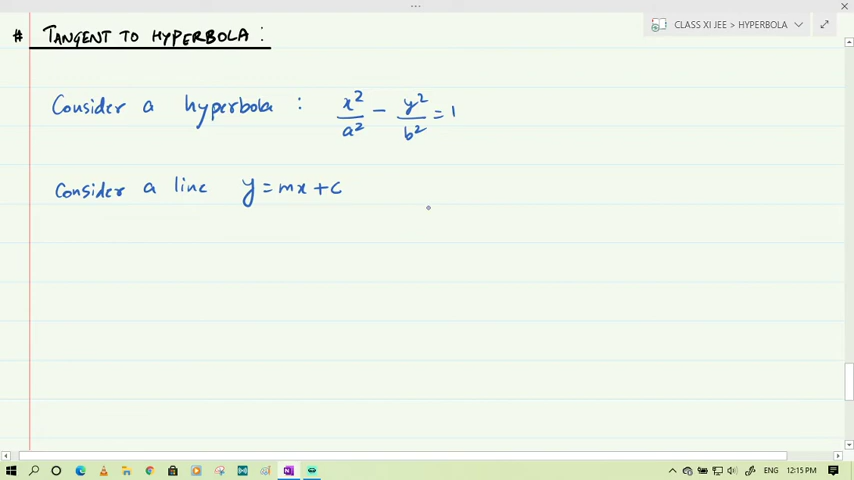 CLASS XI JEE > HYPERBOLA
# TANGENT TO HYPERBOLA :
Consider a hyperbola : x²/a² - y²/b² = 1
Consider a line y = mx + c
ENG 12:15 PM